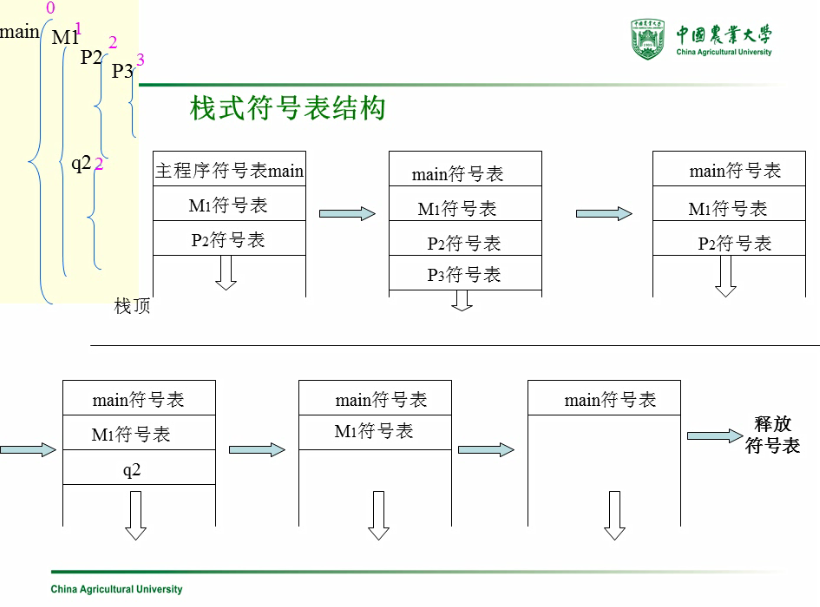 0
main
M1
1
P2
2
P3
3
q2
2
中国农业大学
China Agricultural University
栈式符号表结构
主程序符号表main
M1符号表
P2符号表
栈顶
main符号表
M1符号表
P2符号表
P3符号表
main符号表
M1符号表
P2符号表
main符号表
M1符号表
q2
main符号表
M1符号表
main符号表
释放
符号表
China Agricultural University